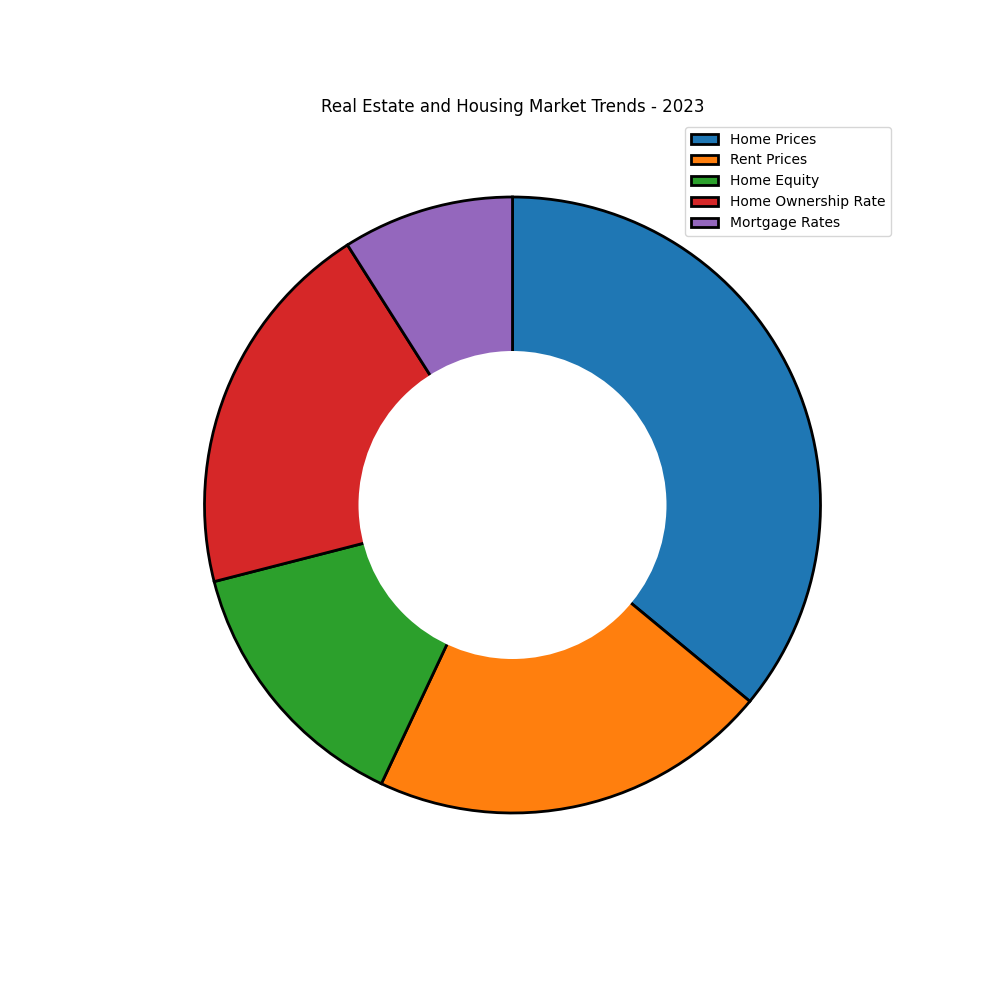 Real Estate and Housing Market Trends - 2023
Home Prices
Rent Prices
Home Equity
Home Ownership Rate
Mortgage Rates